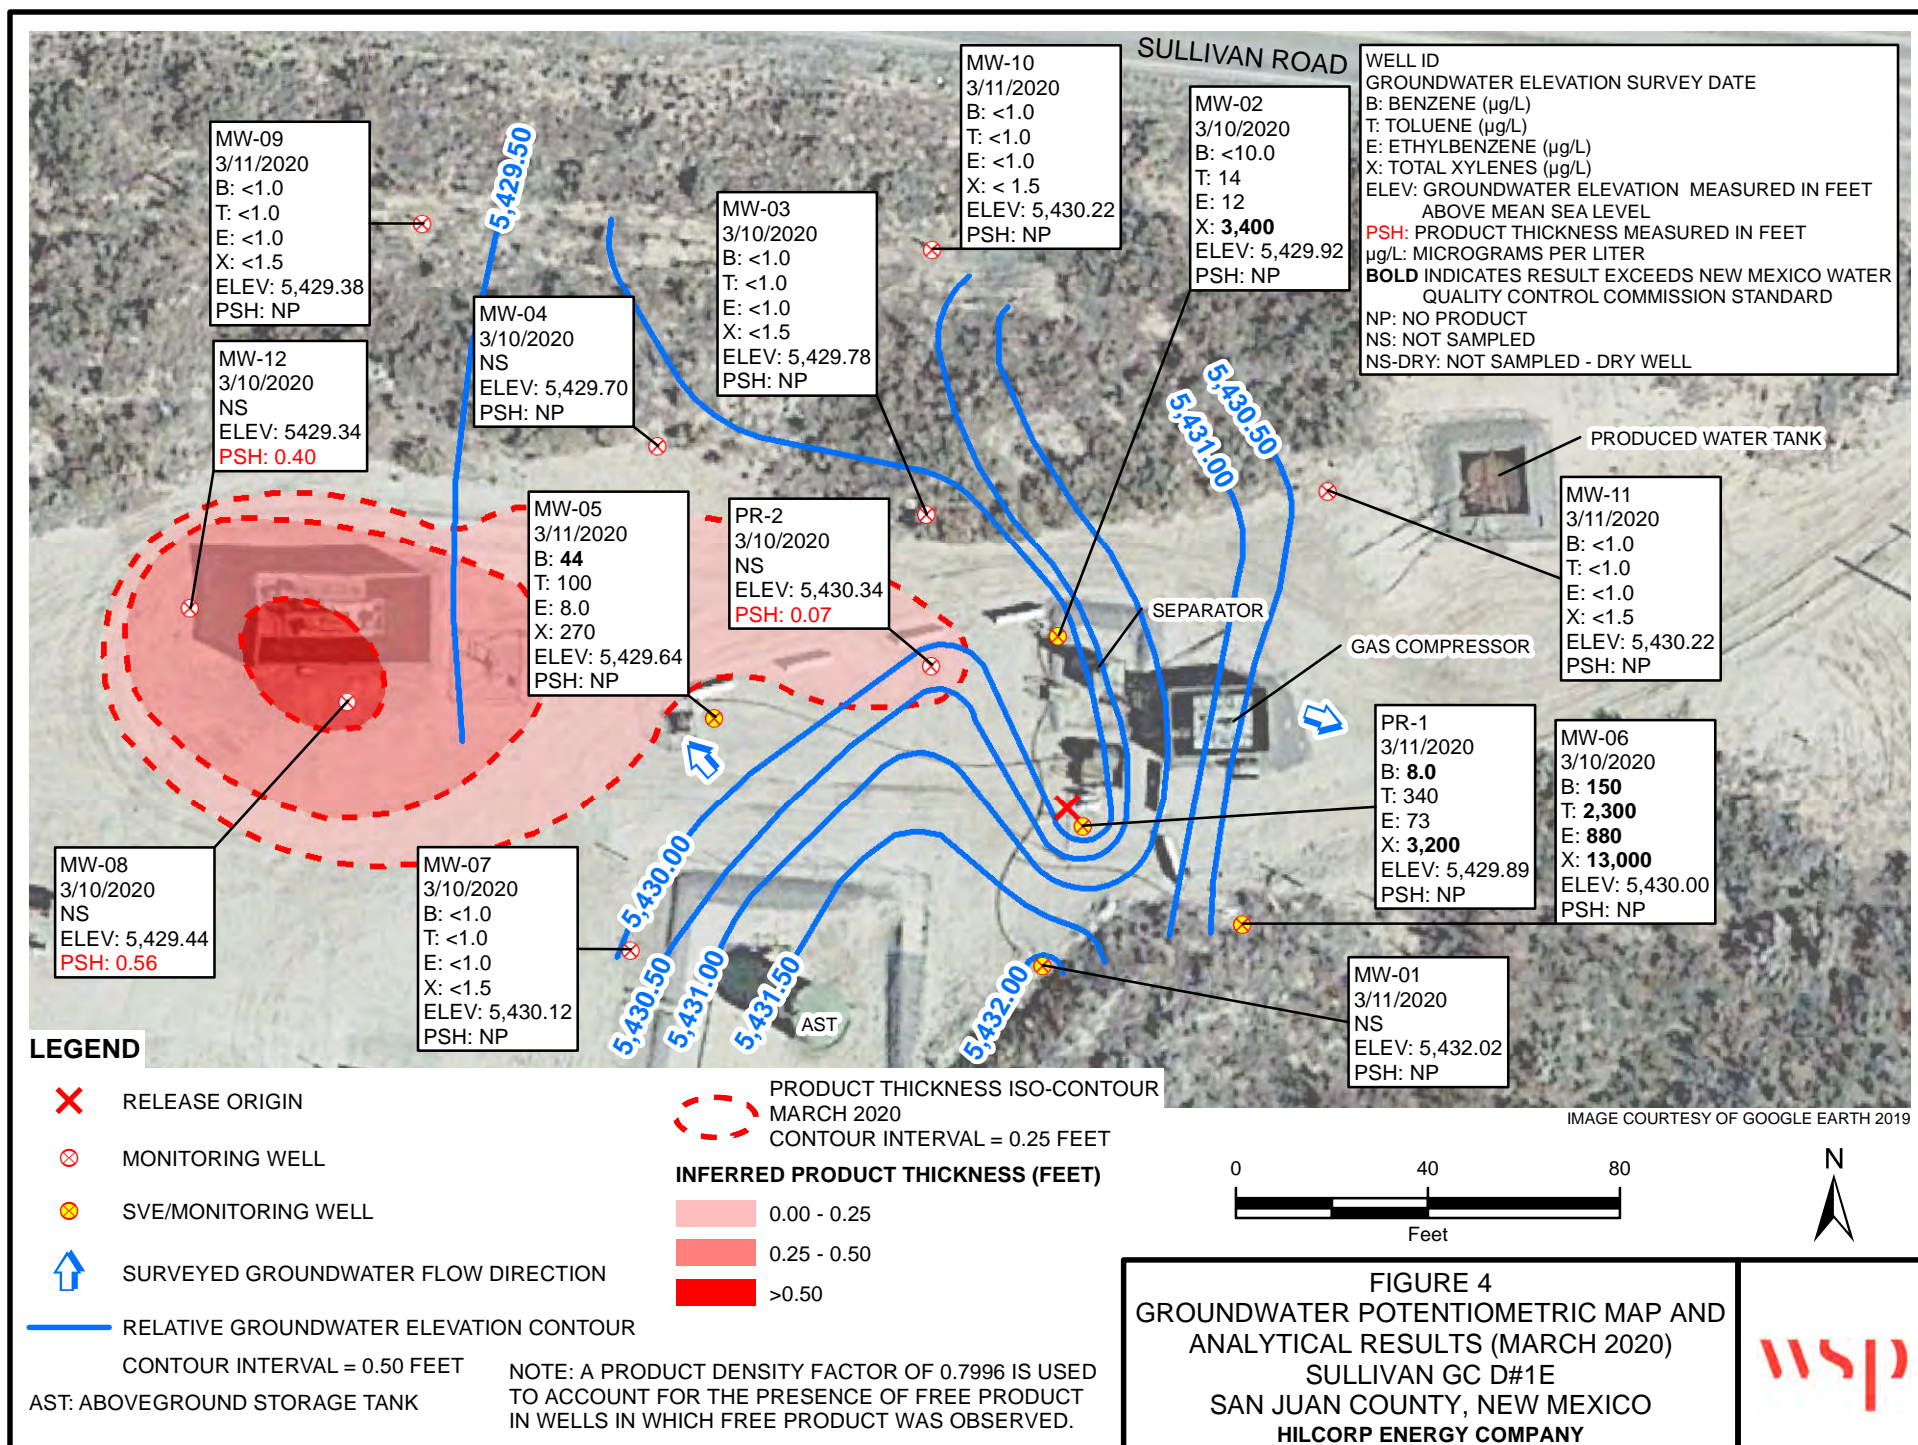 SULLIVAN ROAD
MW-10
3/11/2020
B: <1.0
T: <1.0
E: <1.0
X: < 1.5
ELEV: 5,430.22
PSH: NP
MW-02
3/10/2020
B: <10.0
T: 14
E: 12
X: 3,400
ELEV: 5,429.92
PSH: NP
WELL ID
GROUNDWATER ELEVATION SURVEY DATE
B: BENZENE (µg/L)
T: TOLUENE (µg/L)
E: ETHYLBENZENE (µg/L)
X: TOTAL XYLENES (µg/L)
ELEV: GROUNDWATER ELEVATION MEASURED IN FEET
ABOVE MEAN SEA LEVEL
PSH: PRODUCT THICKNESS MEASURED IN FEET
µg/L: MICROGRAMS PER LITER
BOLD INDICATES RESULT EXCEEDS NEW MEXICO WATER
QUALITY CONTROL COMMISSION STANDARD
NP: NO PRODUCT
NS: NOT SAMPLED
NS-DRY: NOT SAMPLED - DRY WELL
MW-09
3/11/2020
B: <1.0
T: <1.0
E: <1.0
X: <1.5
ELEV: 5,429.38
PSH: NP
5,429.50
MW-03
3/10/2020
B: <1.0
T: <1.0
E: <1.0
X: <1.5
ELEV: 5,429.78
PSH: NP
MW-04
3/10/2020
NS
ELEV: 5,429.70
PSH: NP
MW-12
3/10/2020
NS
ELEV: 5429.34
PSH: 0.40
5,430.50
5,431.00
PRODUCED WATER TANK
MW-05
3/11/2020
B: 44
T: 100
E: 8.0
X: 270
ELEV: 5,429.64
PSH: NP
PR-2
3/10/2020
NS
ELEV: 5,430.34
PSH: 0.07
MW-11
3/11/2020
B: <1.0
T: <1.0
E: <1.0
X: <1.5
ELEV: 5,430.22
PSH: NP
SEPARATOR
GAS COMPRESSOR
PR-1
3/11/2020
B: 8.0
T: 340
E: 73
X: 3,200
ELEV: 5,429.89
PSH: NP
MW-06
3/10/2020
B: 150
T: 2,300
E: 880
X: 13,000
ELEV: 5,430.00
PSH: NP
MW-08
3/10/2020
NS
ELEV: 5,429.44
PSH: 0.56
MW-07
3/10/2020
B: <1.0
T: <1.0
E: <1.0
X: <1.5
ELEV: 5,430.12
PSH: NP
5,430.00
5,430.50
5,431.00
5,431.50
5,432.00
AST
MW-01
3/11/2020
NS
ELEV: 5,432.02
PSH: NP
IMAGE COURTESY OF GOOGLE EARTH 2019
LEGEND
RELEASE ORIGIN
MONITORING WELL
SVE/MONITORING WELL
SURVEYED GROUNDWATER FLOW DIRECTION
RELATIVE GROUNDWATER ELEVATION CONTOUR
CONTOUR INTERVAL = 0.50 FEET
AST: ABOVEGROUND STORAGE TANK
PRODUCT THICKNESS ISO-CONTOUR
MARCH 2020
CONTOUR INTERVAL = 0.25 FEET
INFERRED PRODUCT THICKNESS (FEET)
0.00 - 0.25
0.25 - 0.50
>0.50
NOTE: A PRODUCT DENSITY FACTOR OF 0.7996 IS USED
TO ACCOUNT FOR THE PRESENCE OF FREE PRODUCT
IN WELLS IN WHICH FREE PRODUCT WAS OBSERVED.
0 40 80
Feet
N
FIGURE 4
GROUNDWATER POTENTIOMETRIC MAP AND
ANALYTICAL RESULTS (MARCH 2020)
SULLIVAN GC D#1E
SAN JUAN COUNTY, NEW MEXICO
HILCORP ENERGY COMPANY
wsp